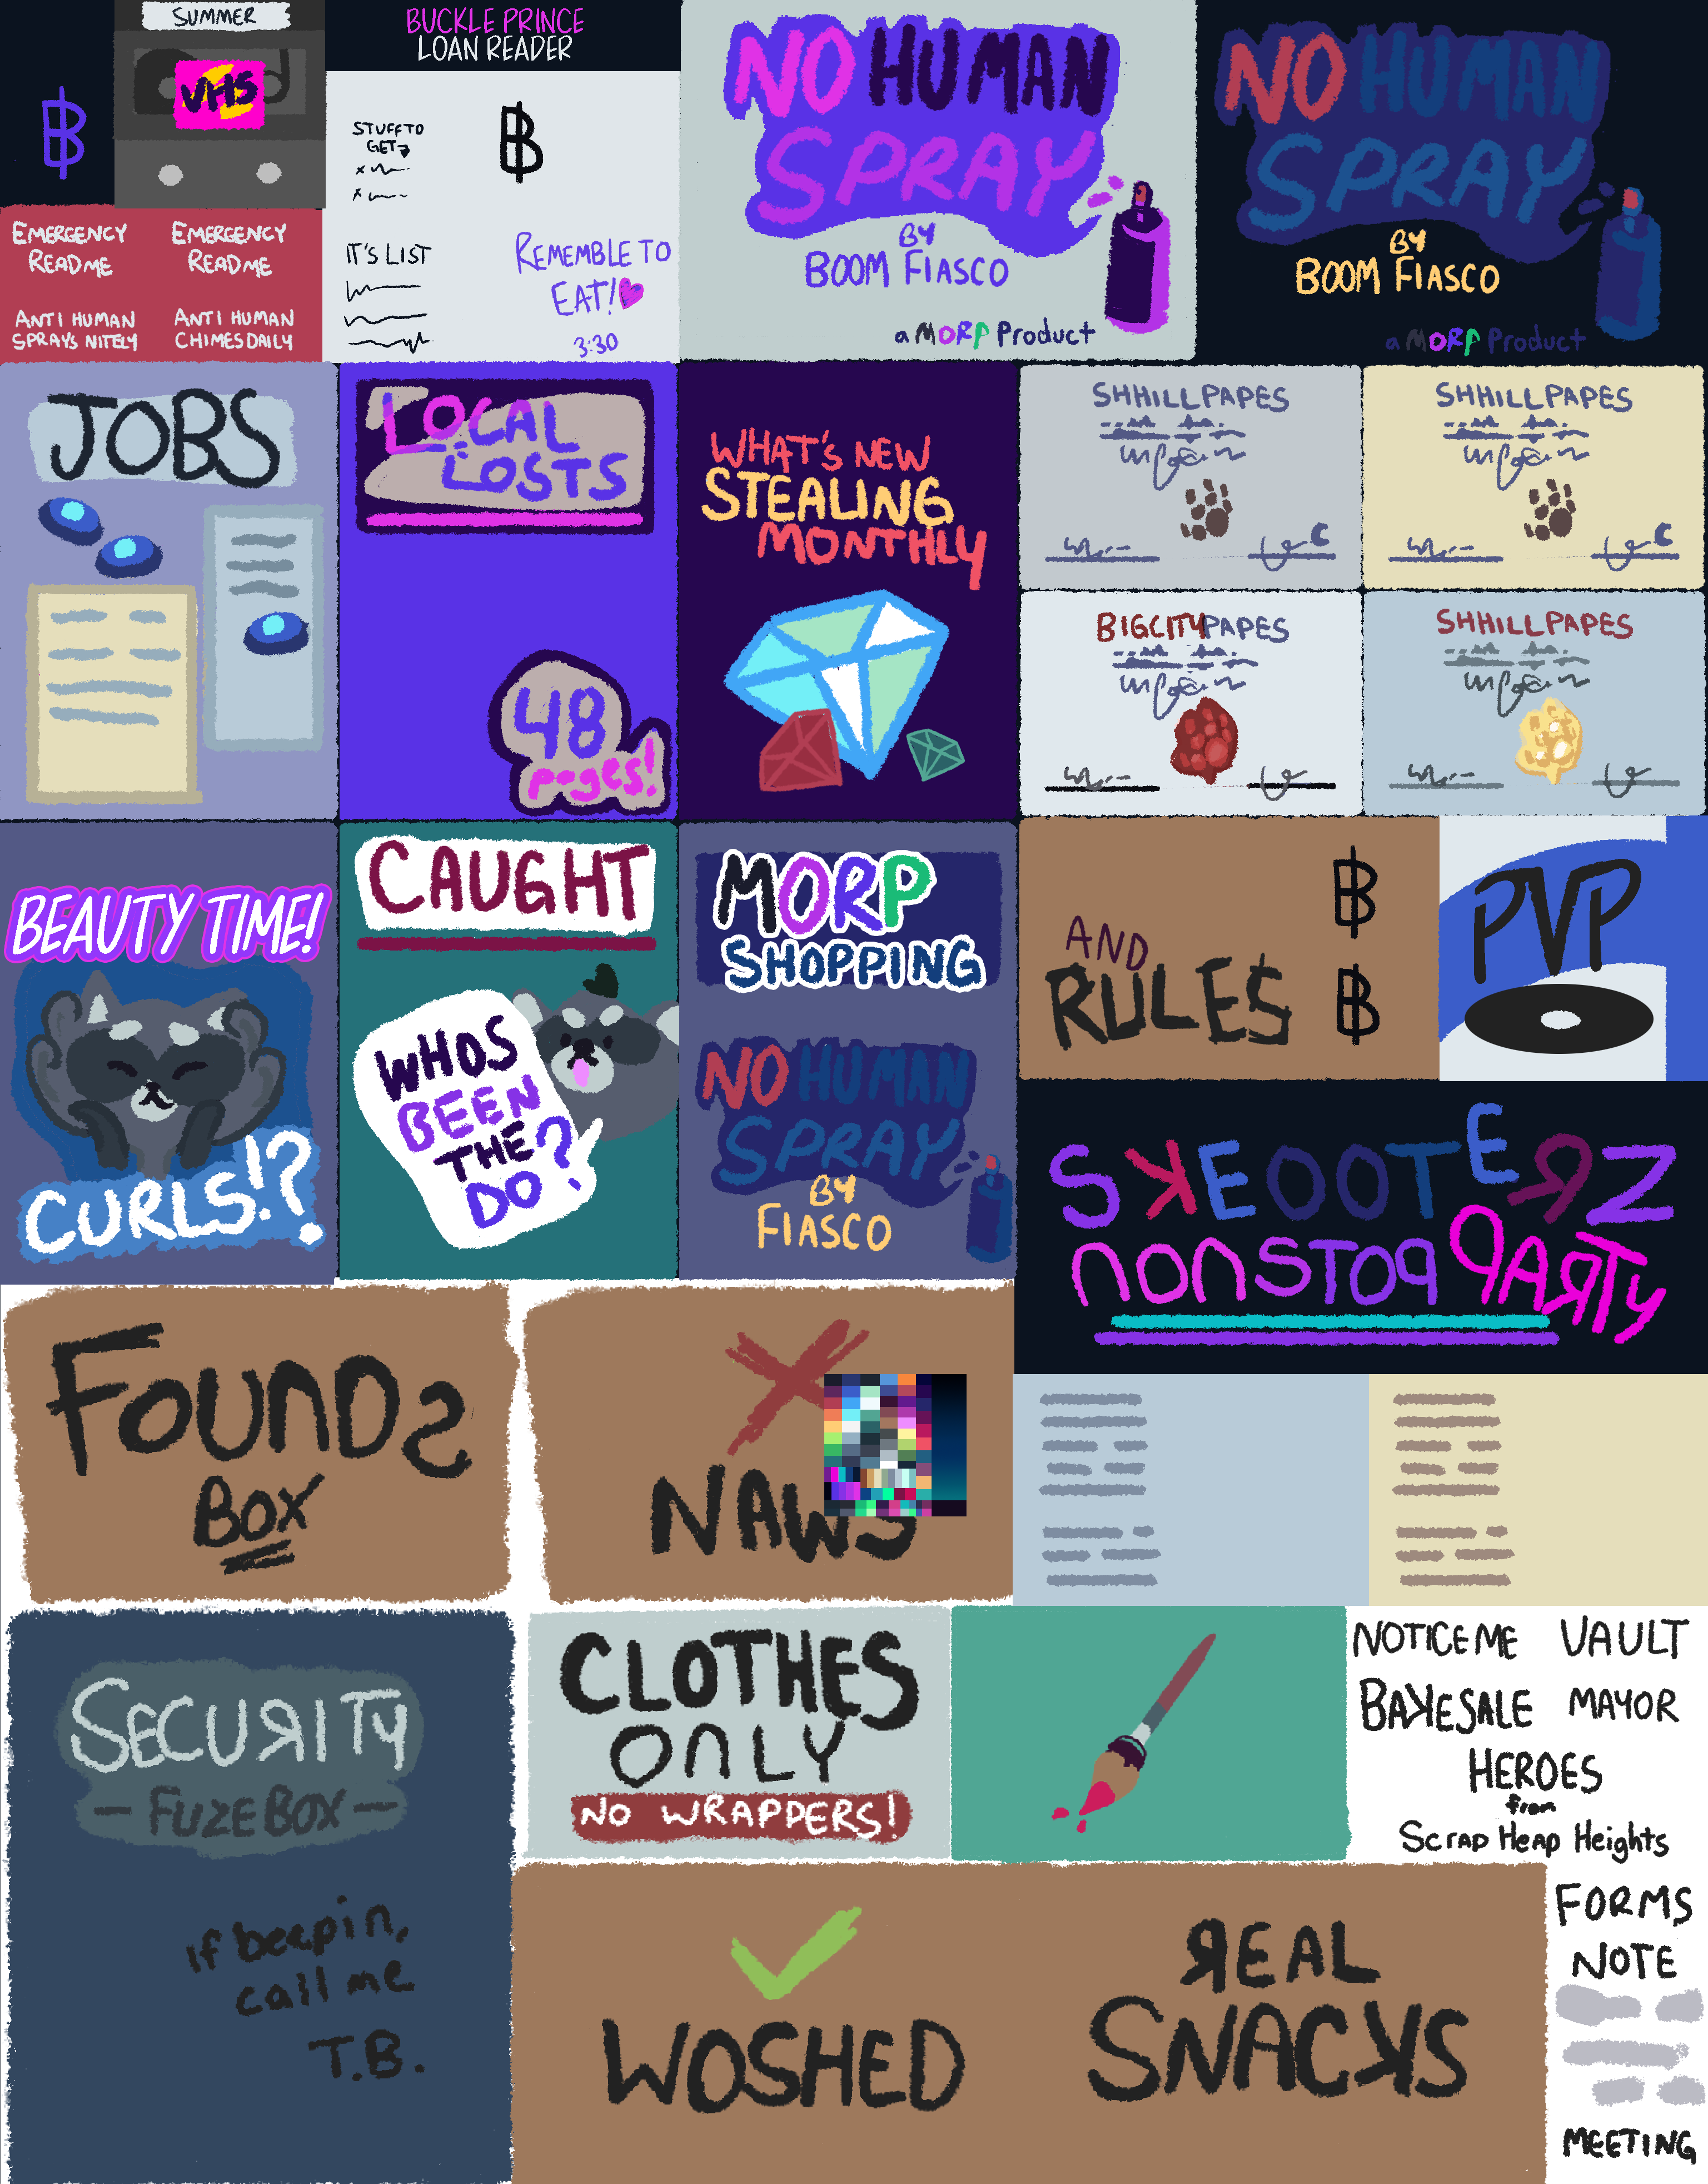 SUMMER
VHS
BUCKLE PRINCE
LOAN READER
STUFF TO
GET
IT'S LIST
REMEMBLE TO
EAT!
3:30
EMERGENCY
READ ME
ANTI HUMAN
SPRAYS NITELY
EMERGENCY
READ ME
ANTI HUMAN
CHIMES DAILY
NO HUMAN
SPRAY
BY
BOOM FIASCO
a MORP Product
NO HUMAN
SPRAY
BY
BOOM FIASCO
a MORP Product
JOBS
LOCAL
LOSTS
48
pages!
WHAT'S NEW
STEALING
MONTHLY
SHHILLPAPES
SHHILLPAPES
BIGCITYPAPES
SHHILLPAPES
BEAUTY TIME!
CURLS!?
CAUGHT
WHOS
BEEN
THE
DO?
MORP
SHOPPING
NO HUMAN
SPRAY
BY
FIASCO
AND
RULES
PVP
SKEOOTERZ
NONSTOP PARTY
FOUNDS
BOX
NAWS
SECURITY
- FUZEBOX -
if beepin,
call me
T.B.
CLOTHES
ONLY
NO WRAPPERS!
NOTICE ME
VAULT
BAKESALE
MAYOR
HEROES
from
Scrap Heap Heights
FORMS
NOTE
MEETING
WOSHED
REAL
SNACKS